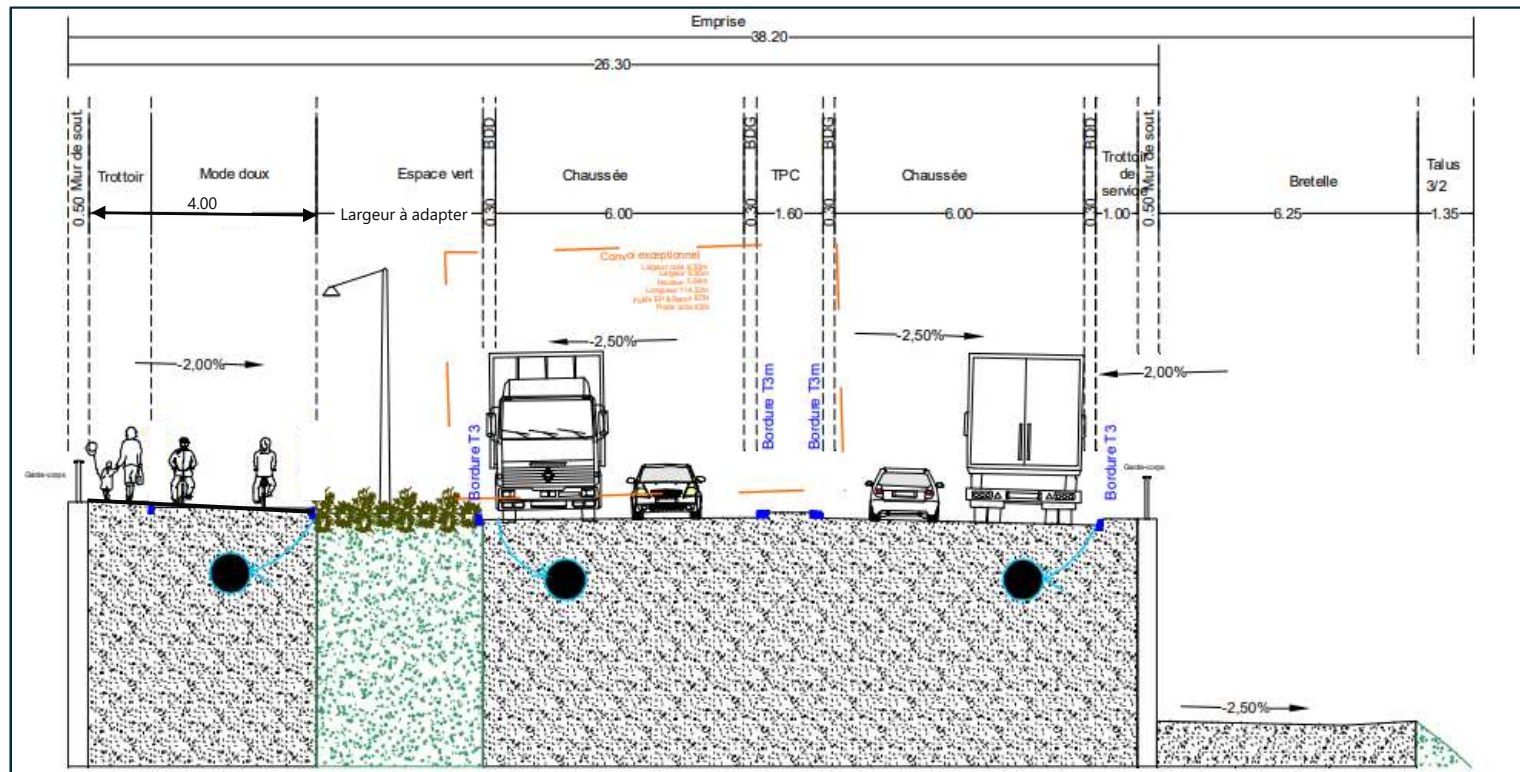 Emprise
38.20
26.30
0.50 Mur de sout.
Trottoir
Mode doux
4.00
Espace vert
Largeur à adapter
0.30 BDD
Chaussée
6.00
0.30 BDG
TPC
1.60
0.30 BDG
Chaussée
6.00
0.30 BDD
Trottoir
de
service
1.00
0.50 Mur de sout.
Bretelle
6.25
Talus
3/2
1.35
Convoi exceptionnel
-2,00%
-2,50%
-2,50%
-2,00%
Bordure T3
Bordure T3m
Bordure T3m
Bordure T3
Garde-corps
Garde-corps
-2,50%